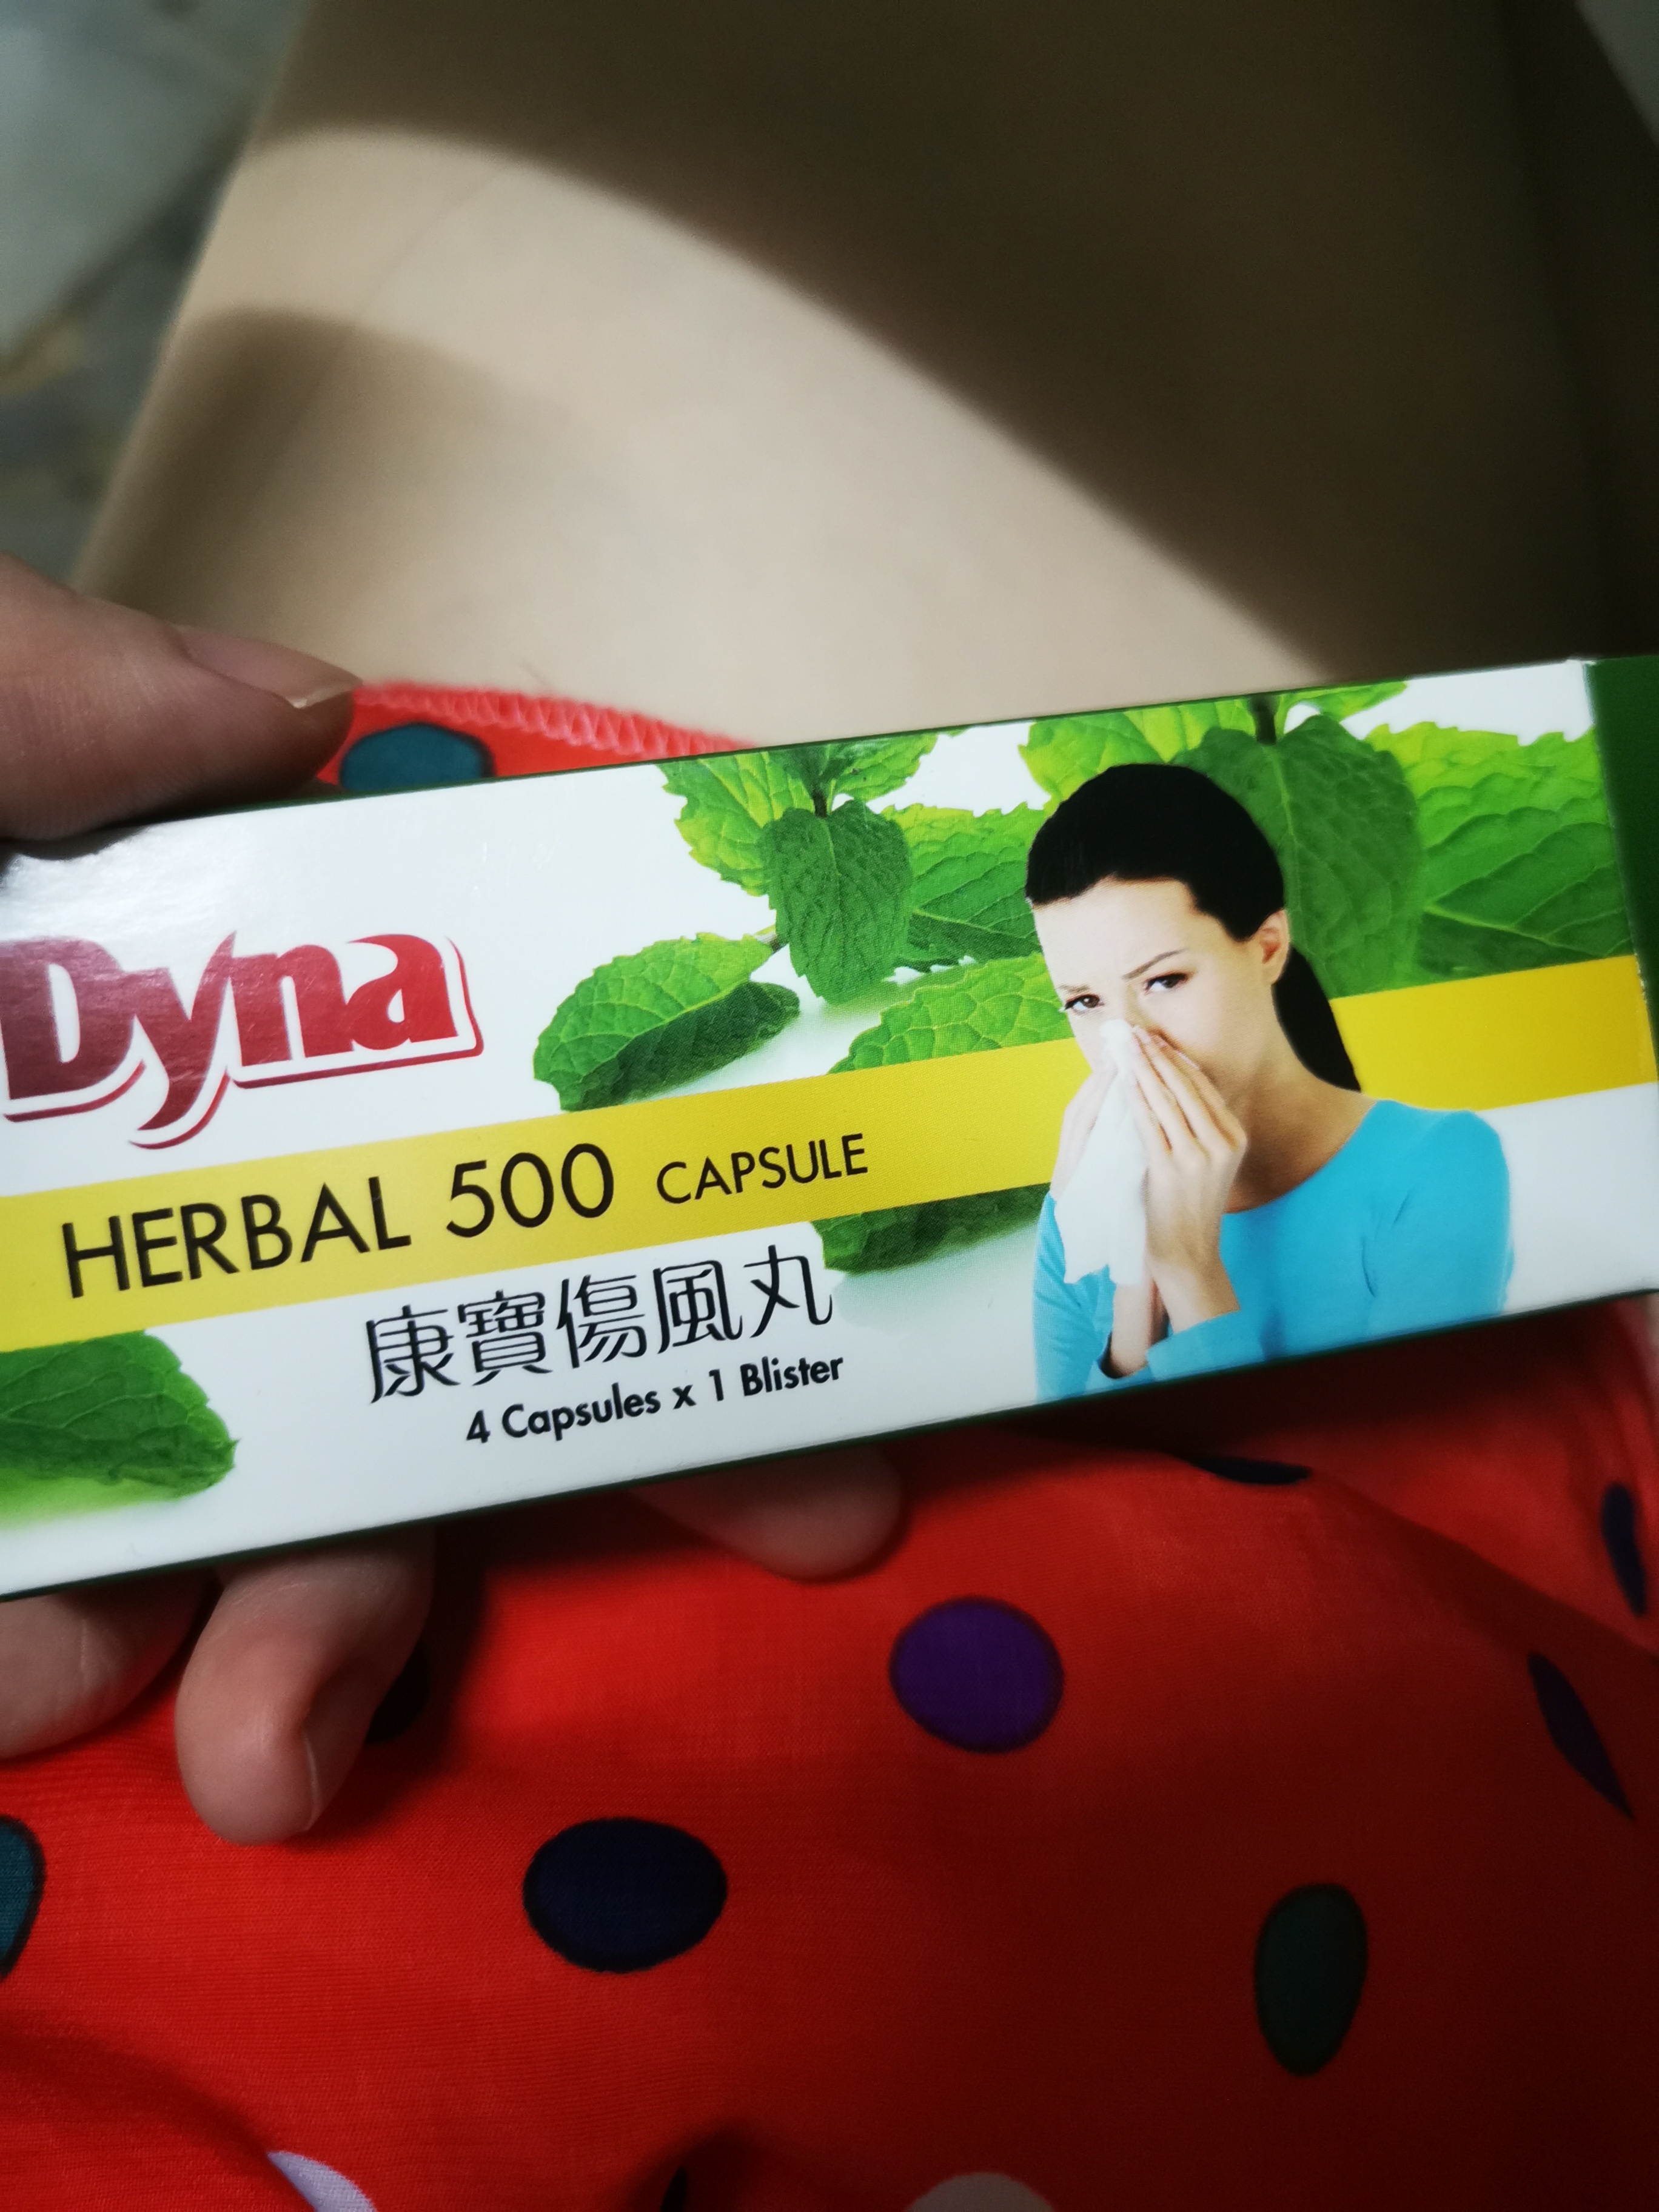 Dyna
HERBAL 500 CAPSULE
康寶傷風丸
4 Capsules x 1 Blister